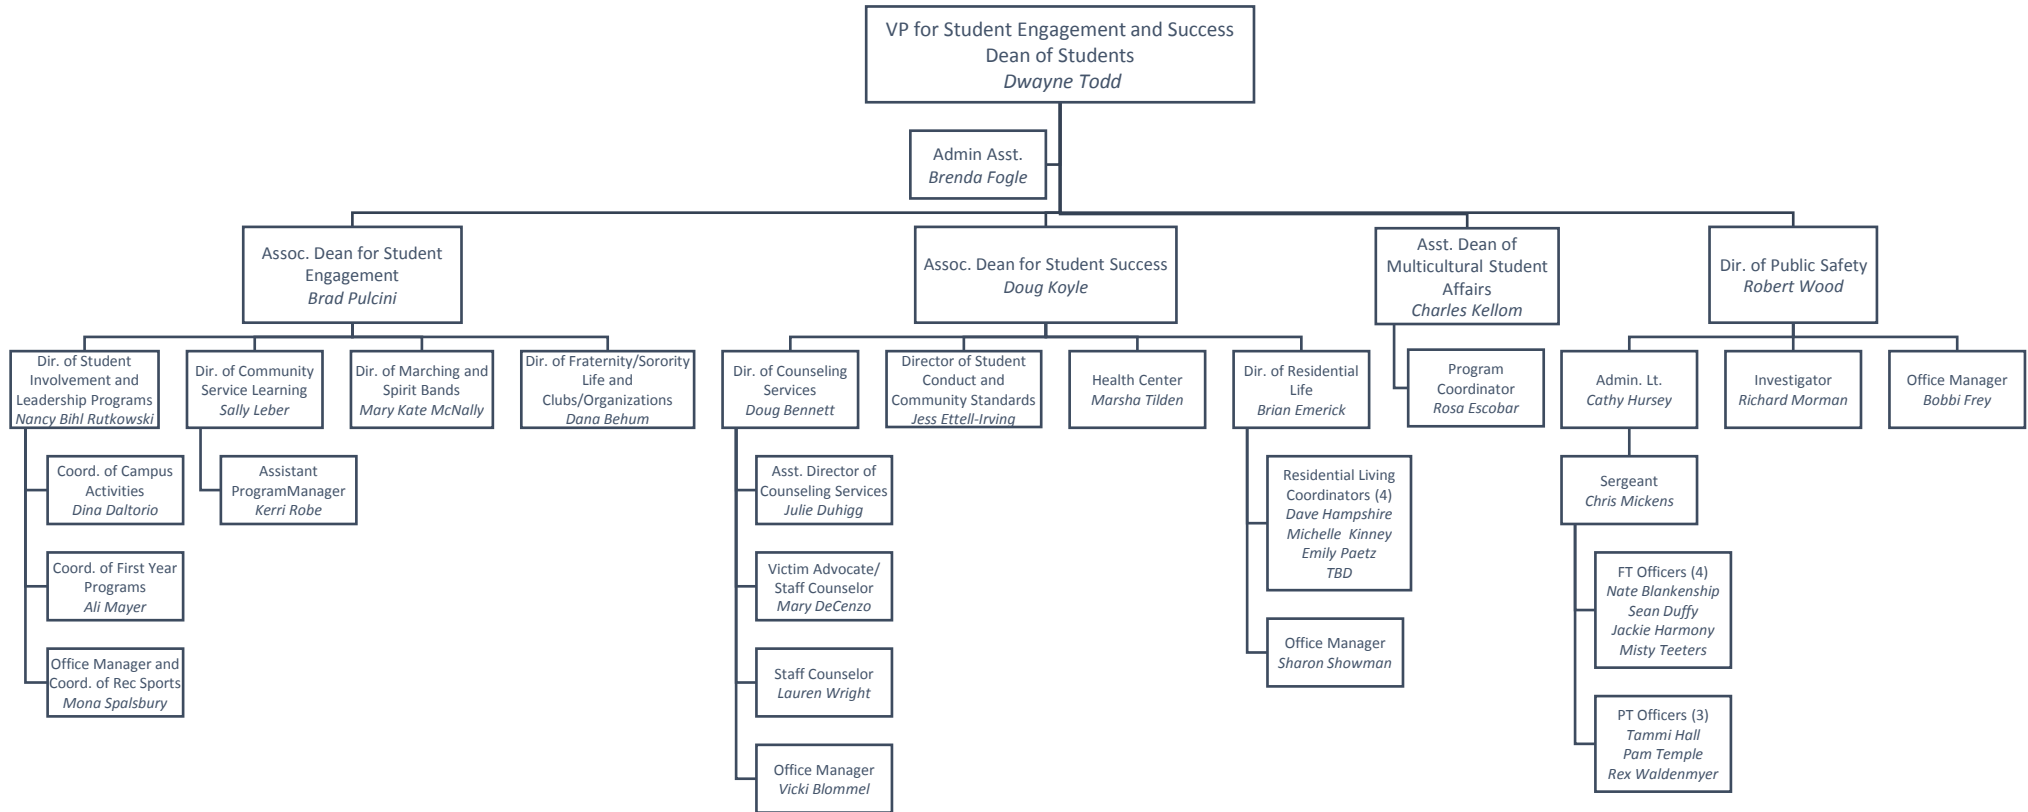 VP for Student Engagement and Success
Dean of Students
Dwayne Todd
Admin Asst.
Brenda Fogle
Assoc. Dean for Student
Engagement
Brad Pulcini
Assoc. Dean for Student Success
Doug Koyle
Asst. Dean of
Multicultural Student
Affairs
Charles Kellom
Dir. of Public Safety
Robert Wood
Dir. of Student
Involvement and
Leadership Programs
Nancy Bihl Rutkowski
Dir. of Community
Service Learning
Sally Leber
Dir. of Marching and
Spirit Bands
Mary Kate McNally
Dir. of Fraternity/Sorority
Life and
Clubs/Organizations
Dana Behum
Dir. of Counseling
Services
Doug Bennett
Director of Student
Conduct and
Community Standards
Jess Ettell-Irving
Health Center
Marsha Tilden
Dir. of Residential
Life
Brian Emerick
Program
Coordinator
Rosa Escobar
Admin. Lt.
Cathy Hursey
Investigator
Richard Morman
Office Manager
Bobbi Frey
Coord. of Campus
Activities
Dina Daltorio
Assistant
ProgramManager
Kerri Robe
Asst. Director of
Counseling Services
Julie Duhigg
Residential Living
Coordinators (4)
Dave Hampshire
Michelle  Kinney
Emily Paetz
TBD
Sergeant
Chris Mickens
Coord. of First Year
Programs
Ali Mayer
Victim Advocate/
Staff Counselor
Mary DeCenzo
FT Officers (4)
Nate Blankenship
Sean Duffy
Jackie Harmony
Misty Teeters
Office Manager and
Coord. of Rec Sports
Mona Spalsbury
Staff Counselor
Lauren Wright
Office Manager
Sharon Showman
PT Officers (3)
Tammi Hall
Pam Temple
Rex Waldenmyer
Office Manager
Vicki Blommel